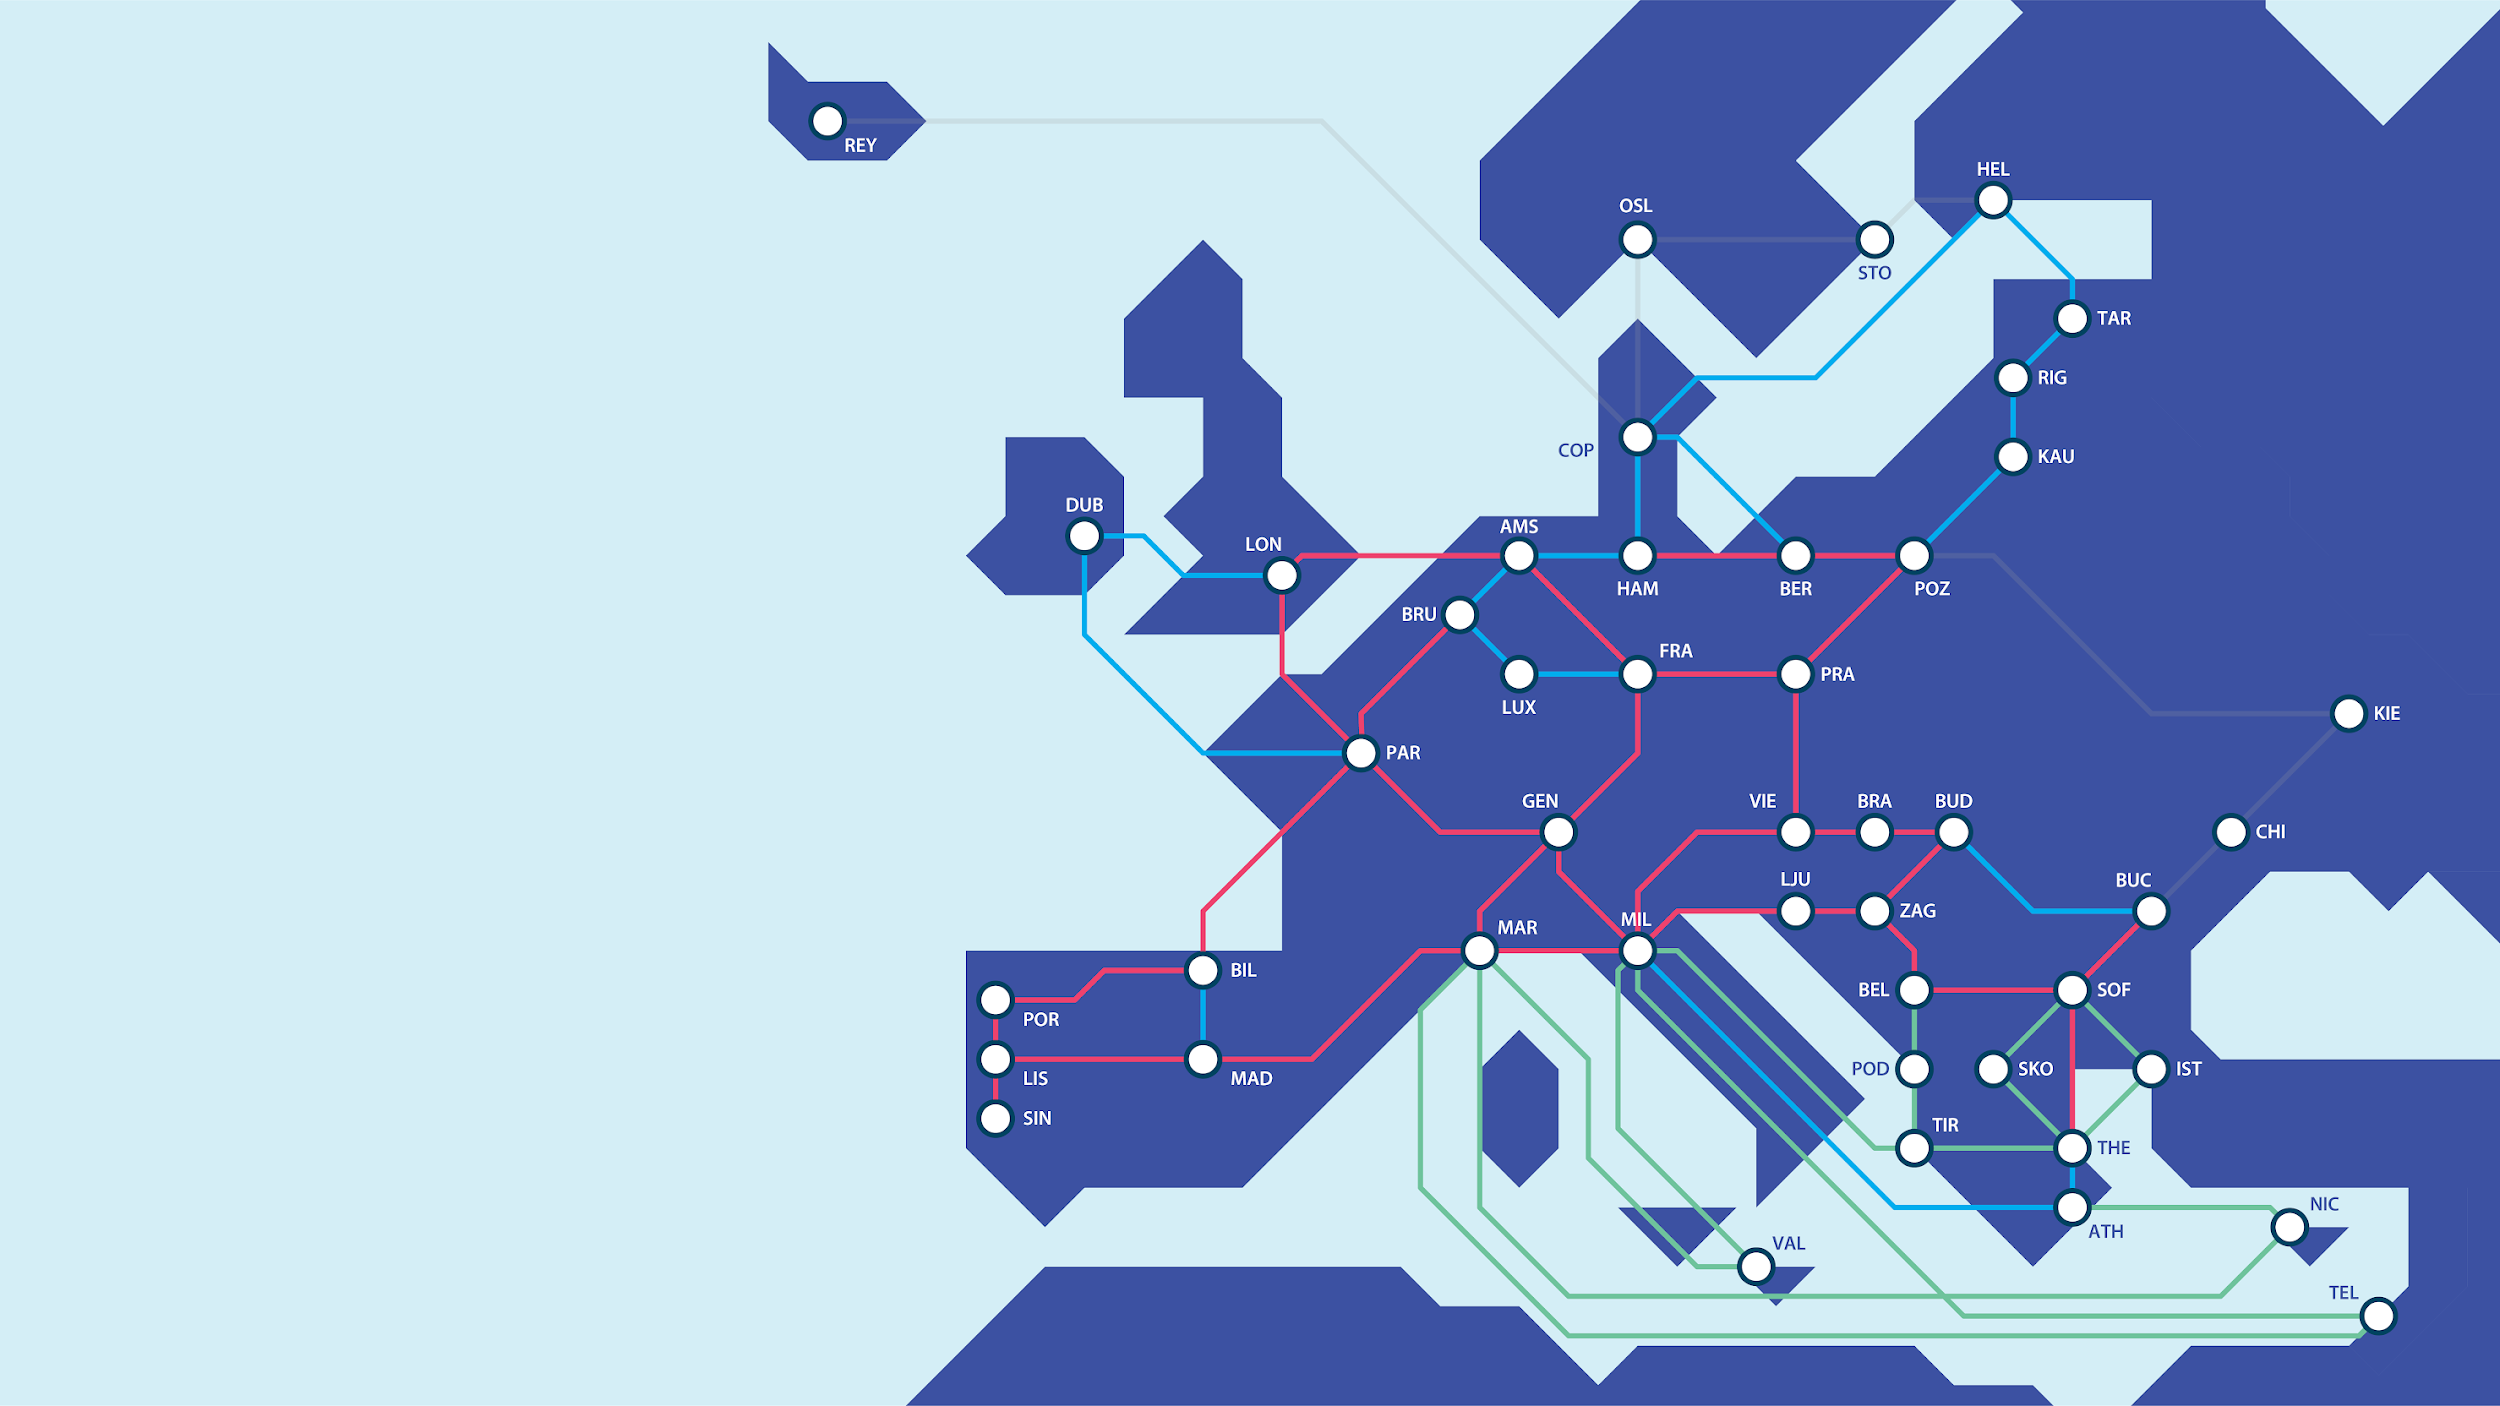 REY
HEL
OSL
STO
TAR
RIG
COP
KAU
DUB
AMS
LON
HAM
BER
POZ
BRU
FRA
PRA
LUX
KIE
PAR
GEN
VIE
BRA
BUD
CHI
LJU
BUC
ZAG
MIL
MAR
BIL
BEL
SOF
POR
POD
SKO
IST
LIS
MAD
SIN
TIR
THE
NIC
ATH
VAL
TEL